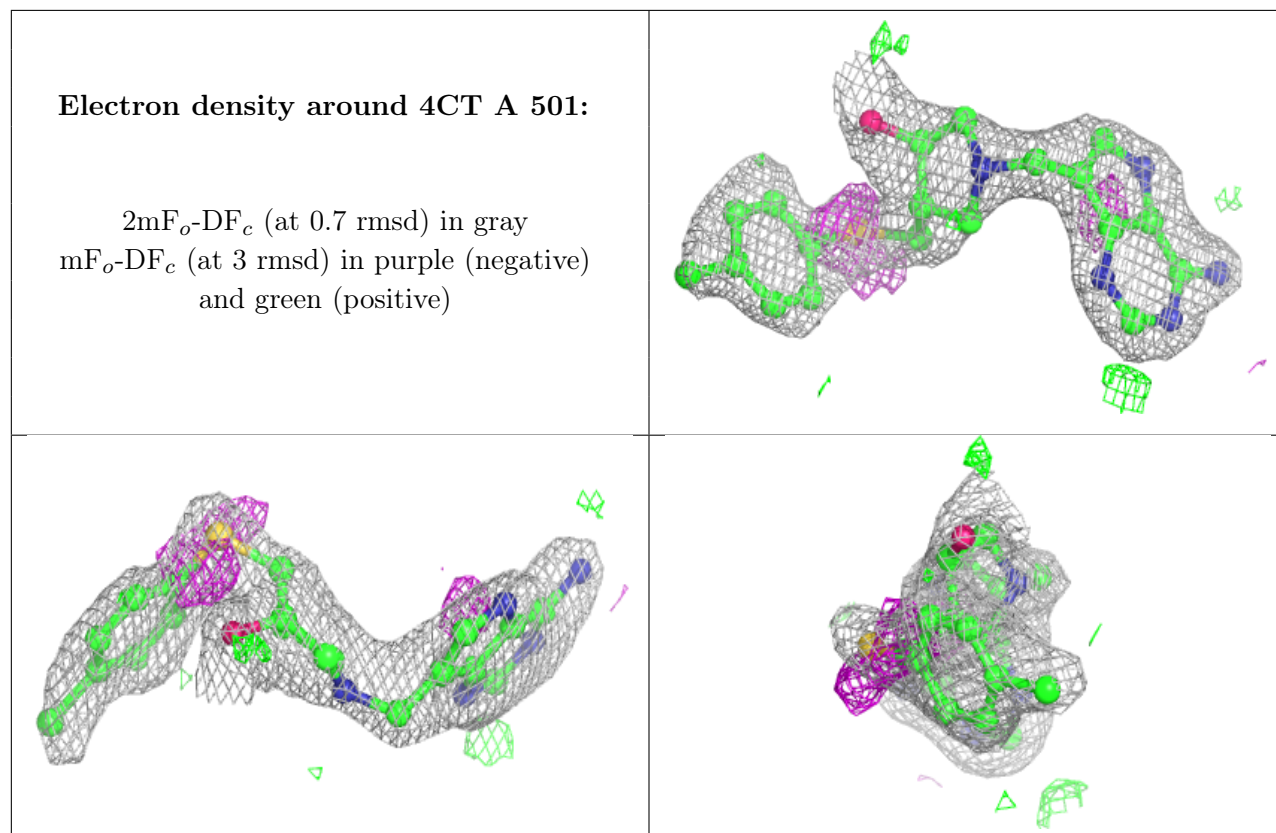 Electron density around 4CT A 501:
2mFo-DFc (at 0.7 rmsd) in gray
mFo-DFc (at 3 rmsd) in purple (negative)
and green (positive)